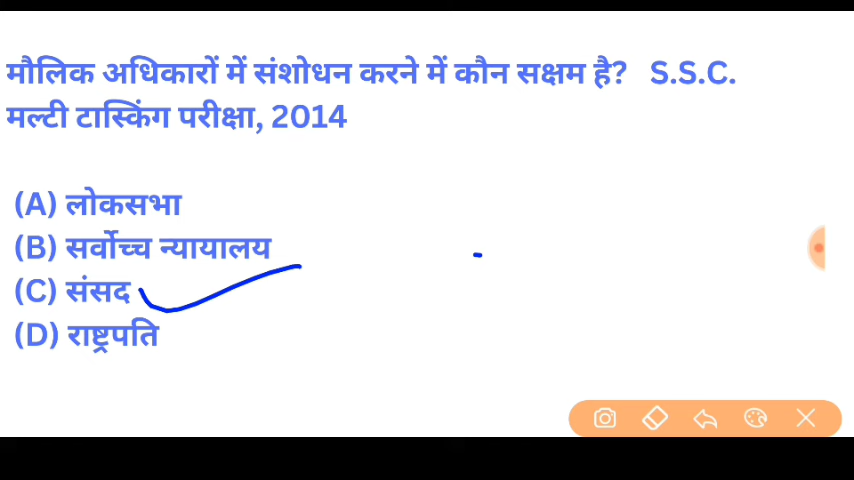 मौलिक अधिकारों में संशोधन करने में कौन सक्षम है? S.S.C.
मल्टी टास्किंग परीक्षा, 2014
(A) लोकसभा
(B) सर्वोच्च न्यायालय
(C) संसद
(D) राष्ट्रपति